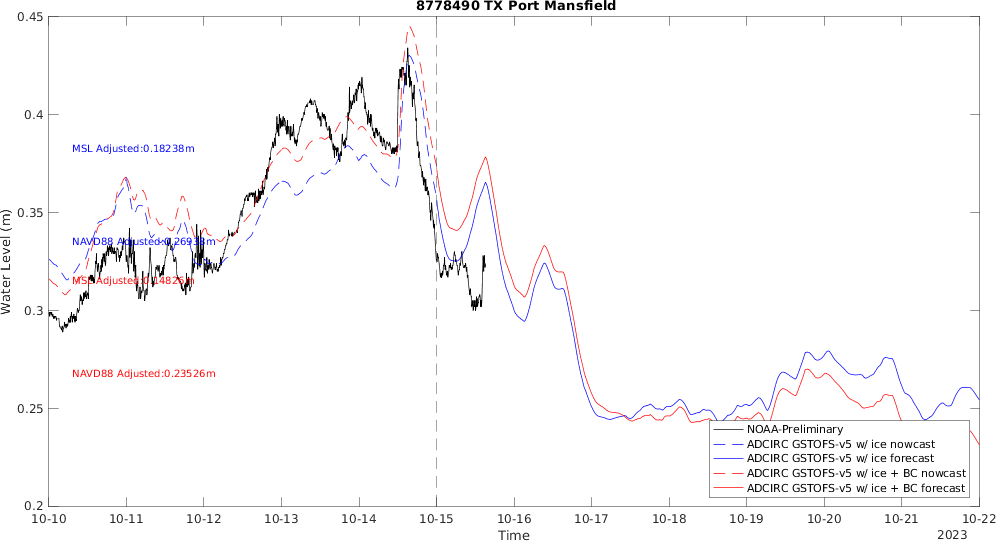 8778490 TX Port Mansfield
0.45
0.4
0.35
0.3
0.25
0.2
Water Level (m)
MSL Adjusted:0.18238m
NAVD88 Adjusted:
MSL Adjusted:
NAVD88 Adjusted:0.23526m
NOAA-Preliminary
ADCIRC GSTOFS-v5 w/ ice nowcast
ADCIRC GSTOFS-v5 w/ ice forecast
ADCIRC GSTOFS-v5 w/ ice + BC nowcast
ADCIRC GSTOFS-v5 w/ ice + BC forecast
10-10 10-11 10-12 10-13 10-14 10-15 10-16 10-17 10-18 10-19 10-20 10-21 10-22
Time
2023